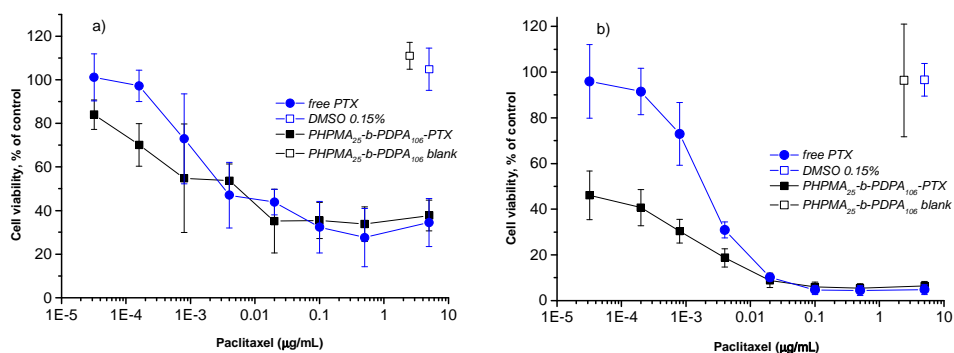 a)
Cell viability, % of control
120
100
80
60
40
20
0
free PTX
DMSO 0.15%
PHPMA25-b-PDPA106-PTX
PHPMA25-b-PDPA106 blank
1E-5 1E-4 1E-3 0.01 0.1 1 10
Paclitaxel (µg/mL)
b)
Cell viability, % of control
120
100
80
60
40
20
0
free PTX
DMSO 0.15%
PHPMA25-b-PDPA106-PTX
PHPMA25-b-PDPA106 blank
1E-5 1E-4 1E-3 0.01 0.1 1 10
Paclitaxel (µg/mL)